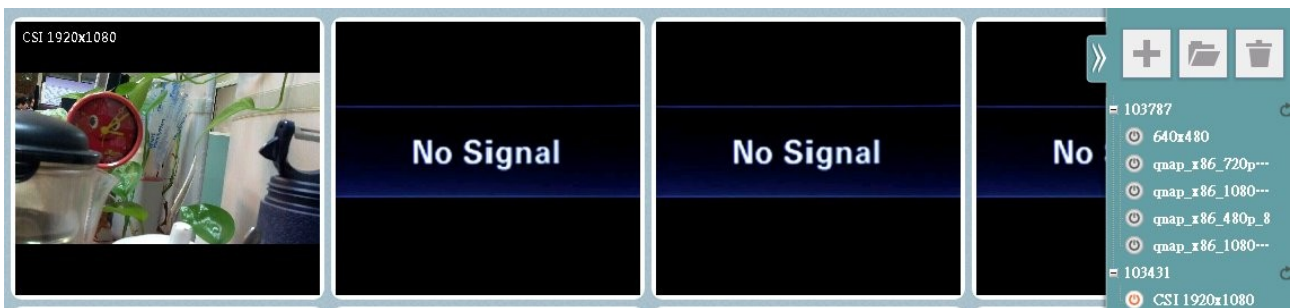 CSI 1920x1080
No Signal
No Signal
No
103787
640x480
qnap_x86_720p···
qnap_x86_1080···
qnap_x86_480p_8
qnap_x86_1080···
103431
CSI 1920x1080